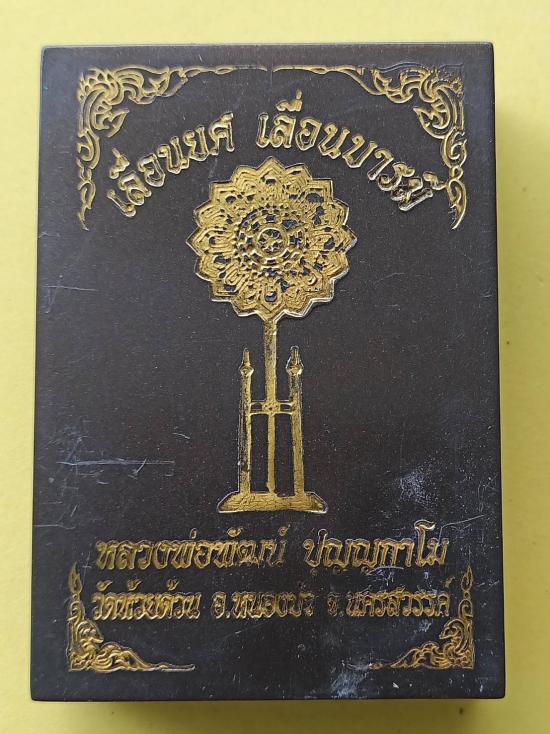 เลื่อนยศ เลื่อนบารมี
หลวงพ่อพัฒน์ ปุญญกาโม
วัดห้วยด้วน อ.หนองบัว จ.นครสวรรค์